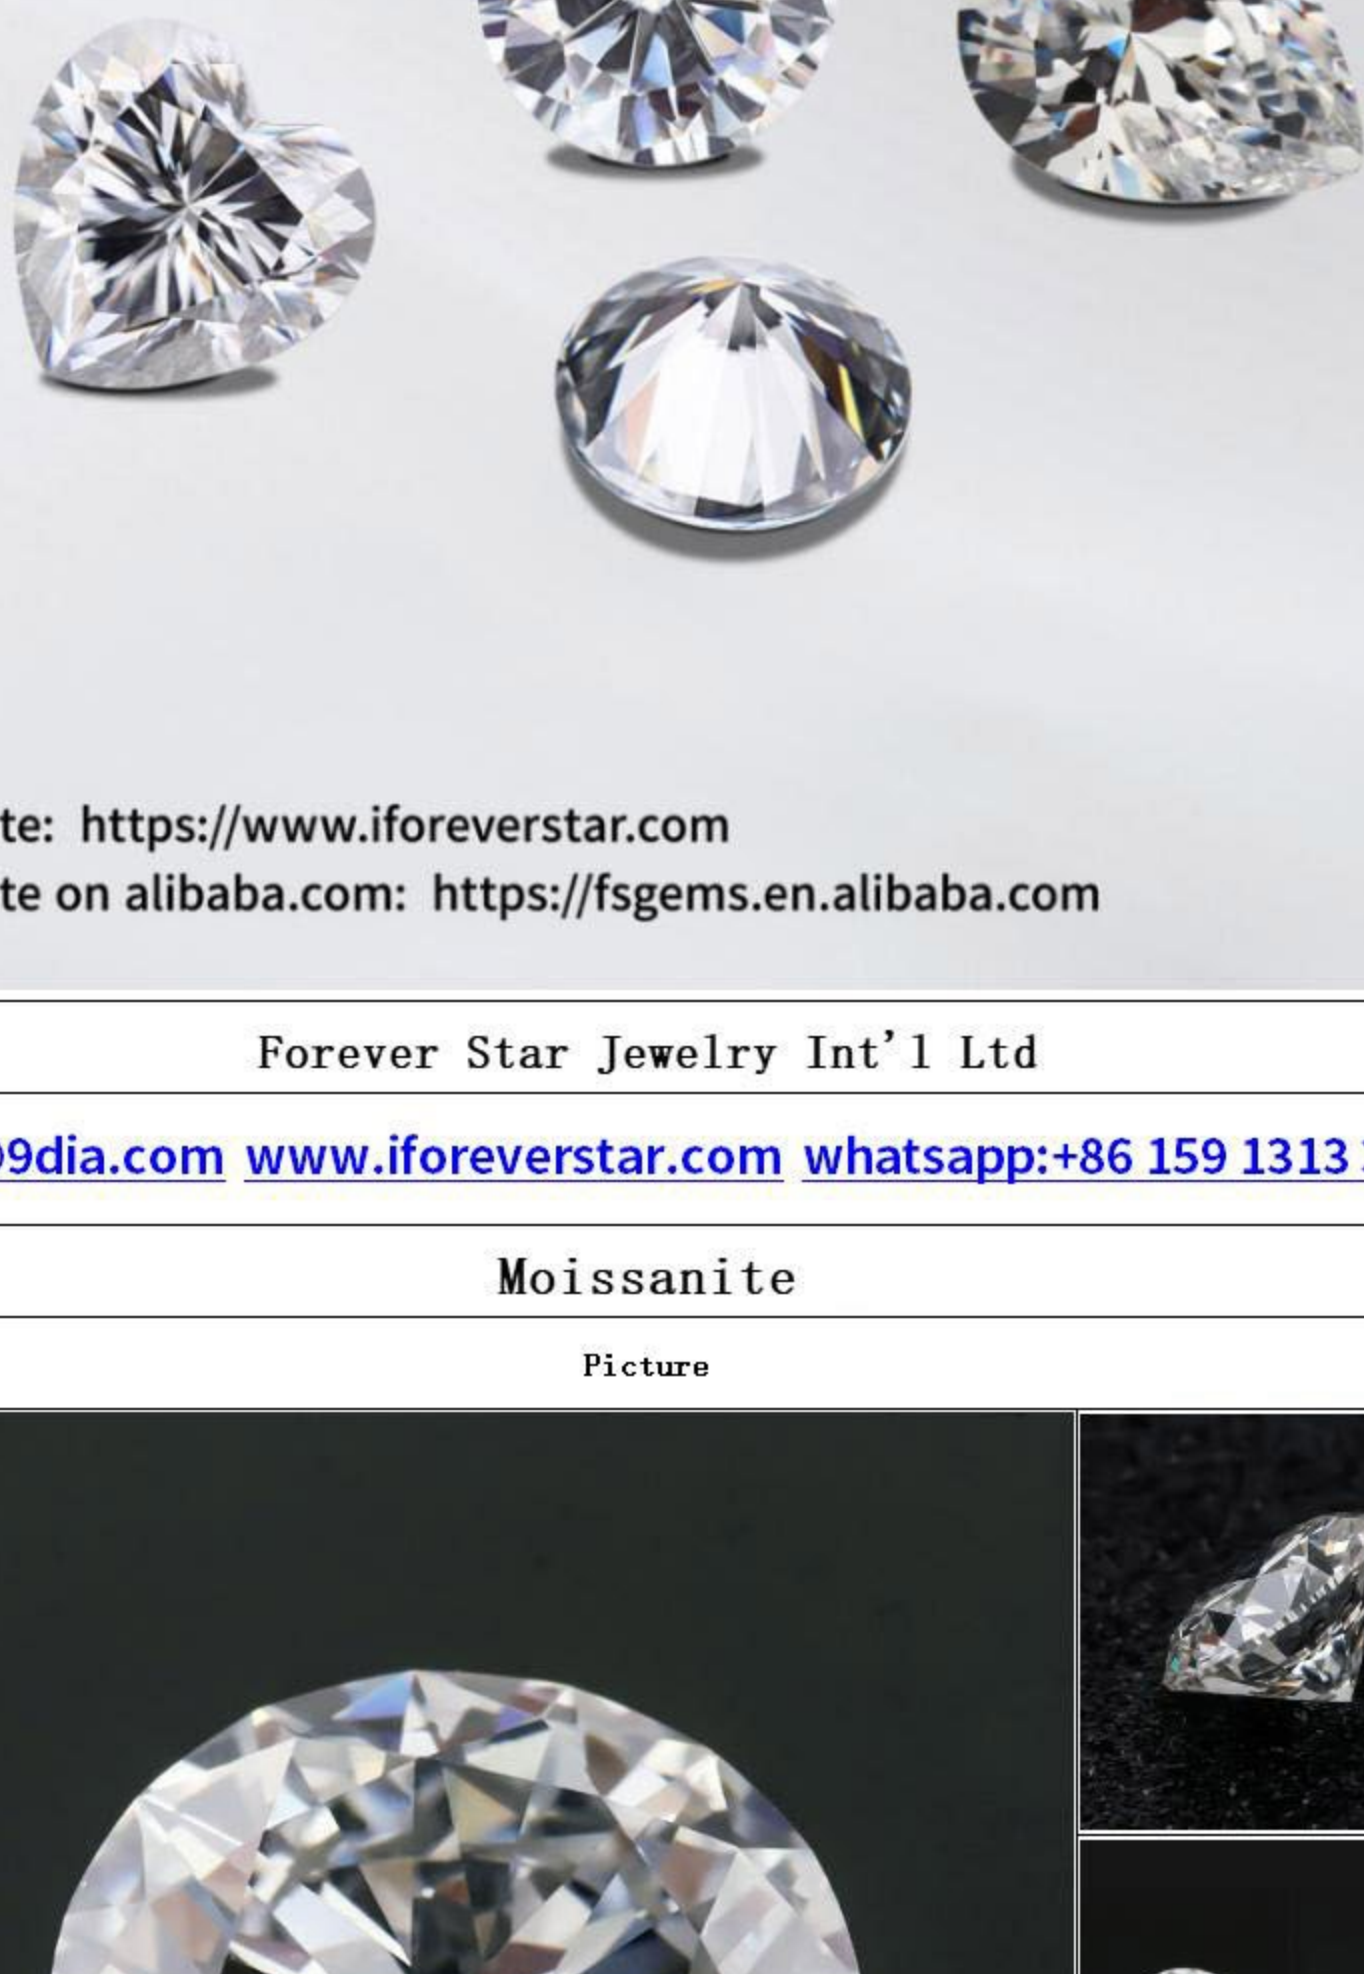 te: https://www.iforeverstar.com
te on alibaba.com: https://fsgems.en.alibaba.com
Forever Star Jewelry Int'l Ltd
9dia.com www.iforeverstar.com whatsapp:+86 159 1313
Moissanite
Picture